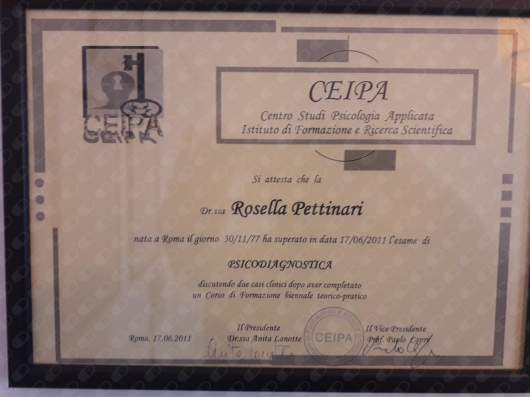 CEIPA
CEIPA
Centro Studi Psicologia Applicata
Istituto di Formazione e Ricerca Scientifica
Si attesta che la
Dr.ssa Rosella Pettinari
nata a Roma il giorno 30/11/77 ha superato in data 17/06/2011 l'esame di
PSICODIAGNOSTICA
discutendo due casi clinici dopo aver completato
un Corso di Formazione biennale teorico-pratico
Roma, 17.06.2011
Il Presidente
Dr.ssa Anita Lanotte
CEIPA
Il Vice Presidente
Prof. Paolo Capri